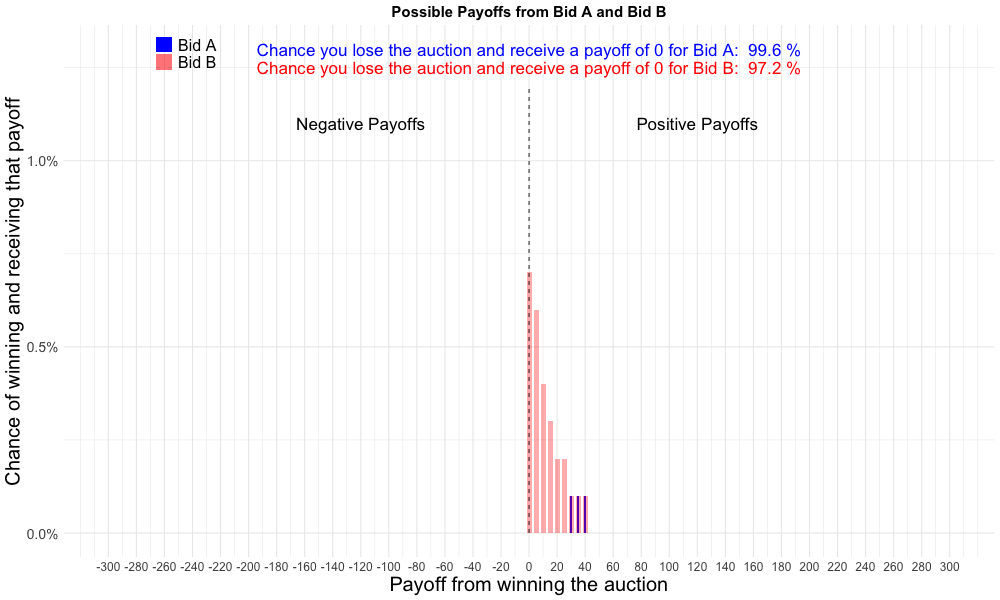 Possible Payoffs from Bid A and Bid B
Bid A
Bid B
Chance you lose the auction and receive a payoff of 0 for Bid A: 99.6 %
Chance you lose the auction and receive a payoff of 0 for Bid B: 97.2 %
Negative Payoffs
Positive Payoffs
Chance of winning and receiving that payoff
1.0%
0.5%
0.0%
-300 -280 -260 -240 -220 -200 -180 -160 -140 -120 -100 -80 -60 -40 -20 0 20 40 60 80 100 120 140 160 180 200 220 240 260 280 300
Payoff from winning the auction